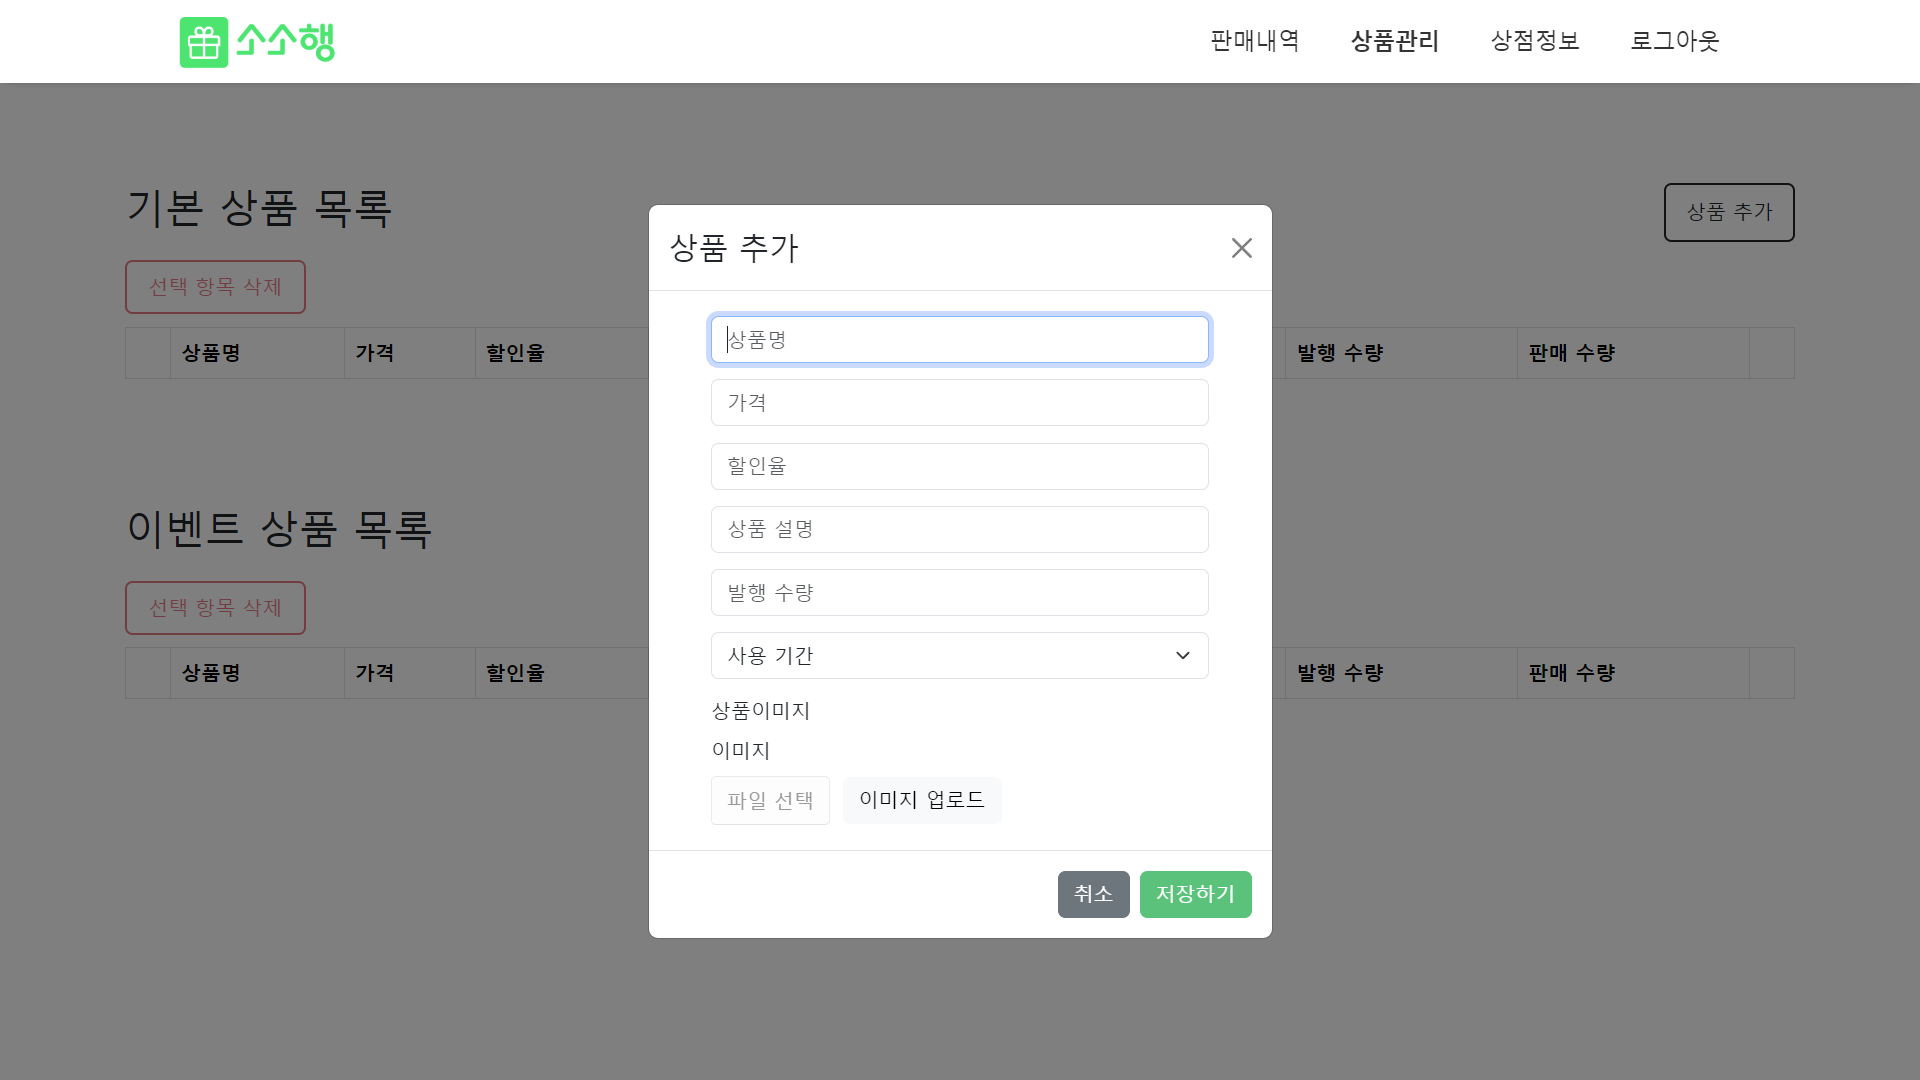 소소행
판매내역 상품관리 상점정보 로그아웃
기본 상품 목록
상품 추가
선택 항목 삭제
상품명 가격 할인율 발행 수량 판매 수량
이벤트 상품 목록
선택 항목 삭제
상품명 가격 할인율 발행 수량 판매 수량
상품 추가
상품명
가격
할인율
상품 설명
발행 수량
사용 기간
상품이미지
이미지
파일 선택 이미지 업로드
취소 저장하기